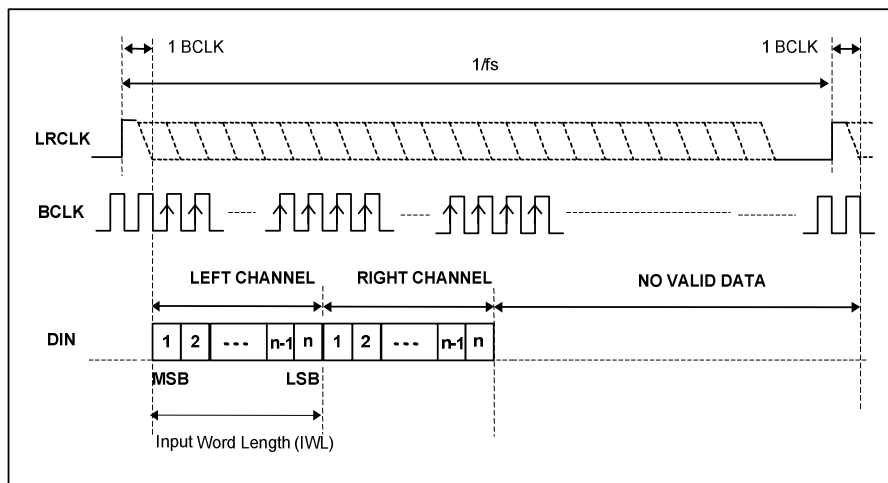 1 BCLK 1 BCLK
1/fs
LRCLK
BCLK
LEFT CHANNEL RIGHT CHANNEL NO VALID DATA
DIN 1 2 --- n-1 n 1 2 --- n-1 n
MSB LSB
Input Word Length (IWL)